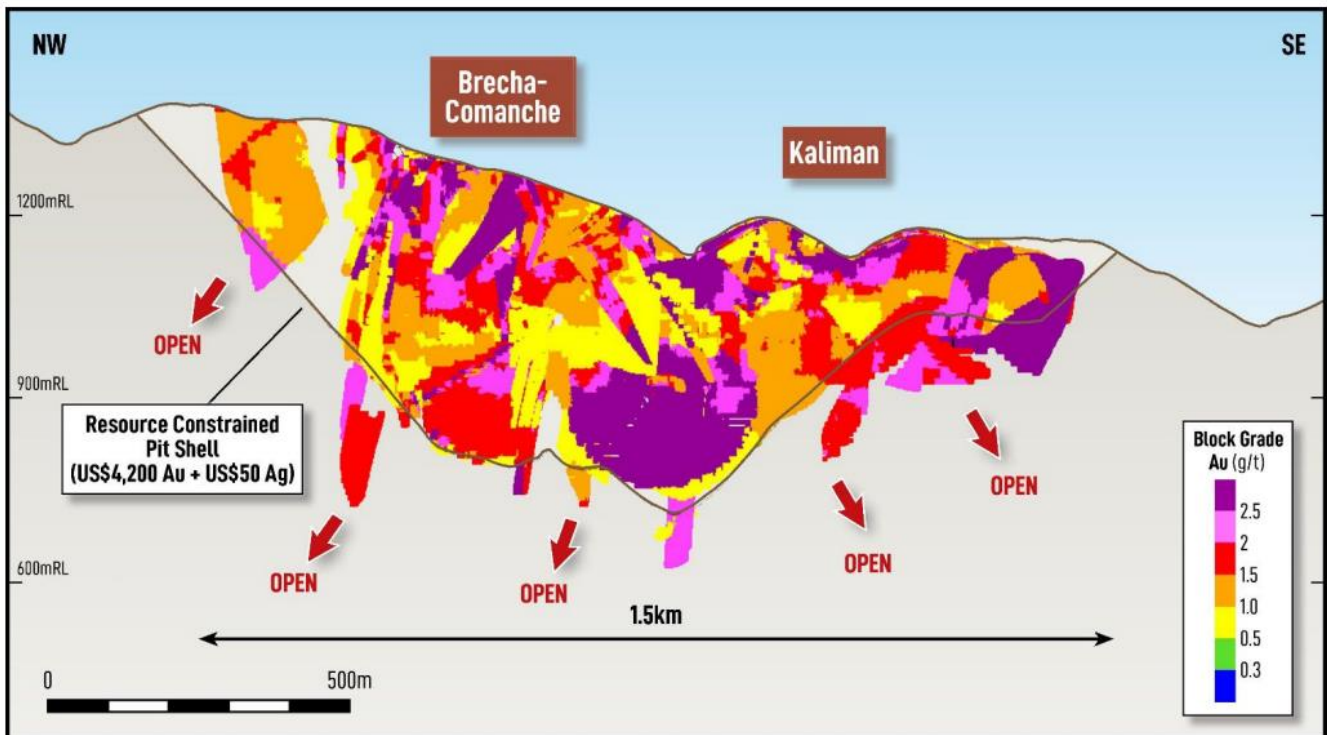 NW
SE
Brecha-
Comanche
Kaliman
1200mRL
900mRL
600mRL
OPEN
OPEN
OPEN
OPEN
OPEN
Resource Constrained
Pit Shell
(US$4,200 Au + US$50 Ag)
Block Grade
Au (g/t)
2.5
2
1.5
1.0
0.5
0.3
1.5km
0
500m